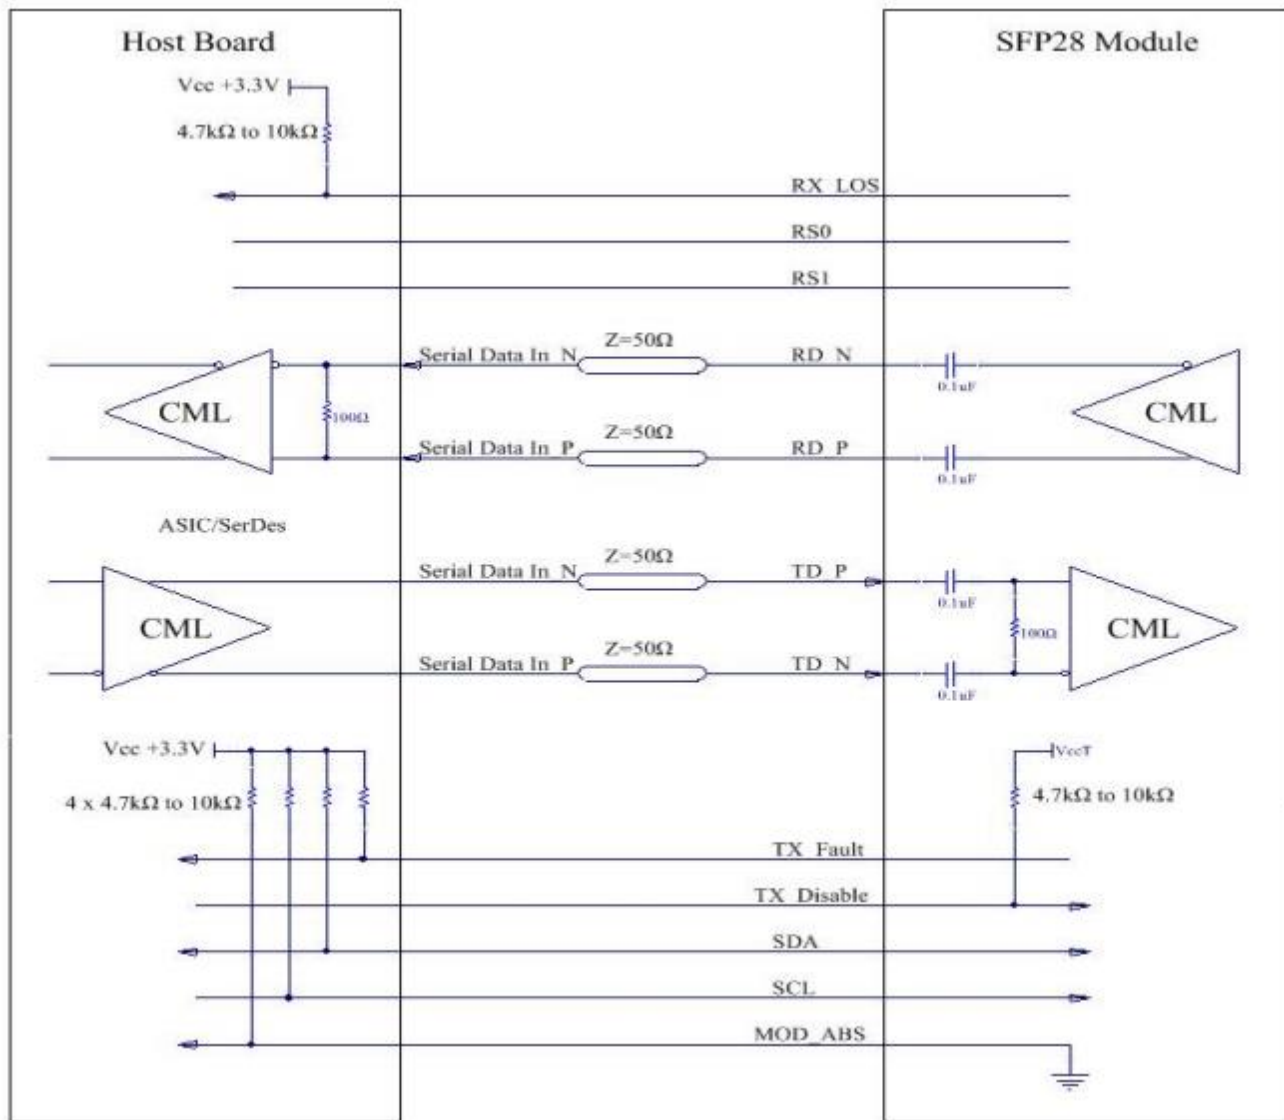 Host Board
SFP28 Module
Vcc +3.3V
4.7kΩ to 10kΩ
RX_LOS
RS0
RS1
Serial Data In_N
Z=50Ω
RD_N
0.1uF
CML
100Ω
CML
Serial Data In_P
Z=50Ω
RD_P
0.1uF
ASIC/SerDes
Serial Data In_N
Z=50Ω
TD_P
0.1uF
CML
100Ω
CML
Serial Data In_P
Z=50Ω
TD_N
0.1uF
Vcc +3.3V
VccT
4 x 4.7kΩ to 10kΩ
4.7kΩ to 10kΩ
TX_Fault
TX_Disable
SDA
SCL
MOD_ABS